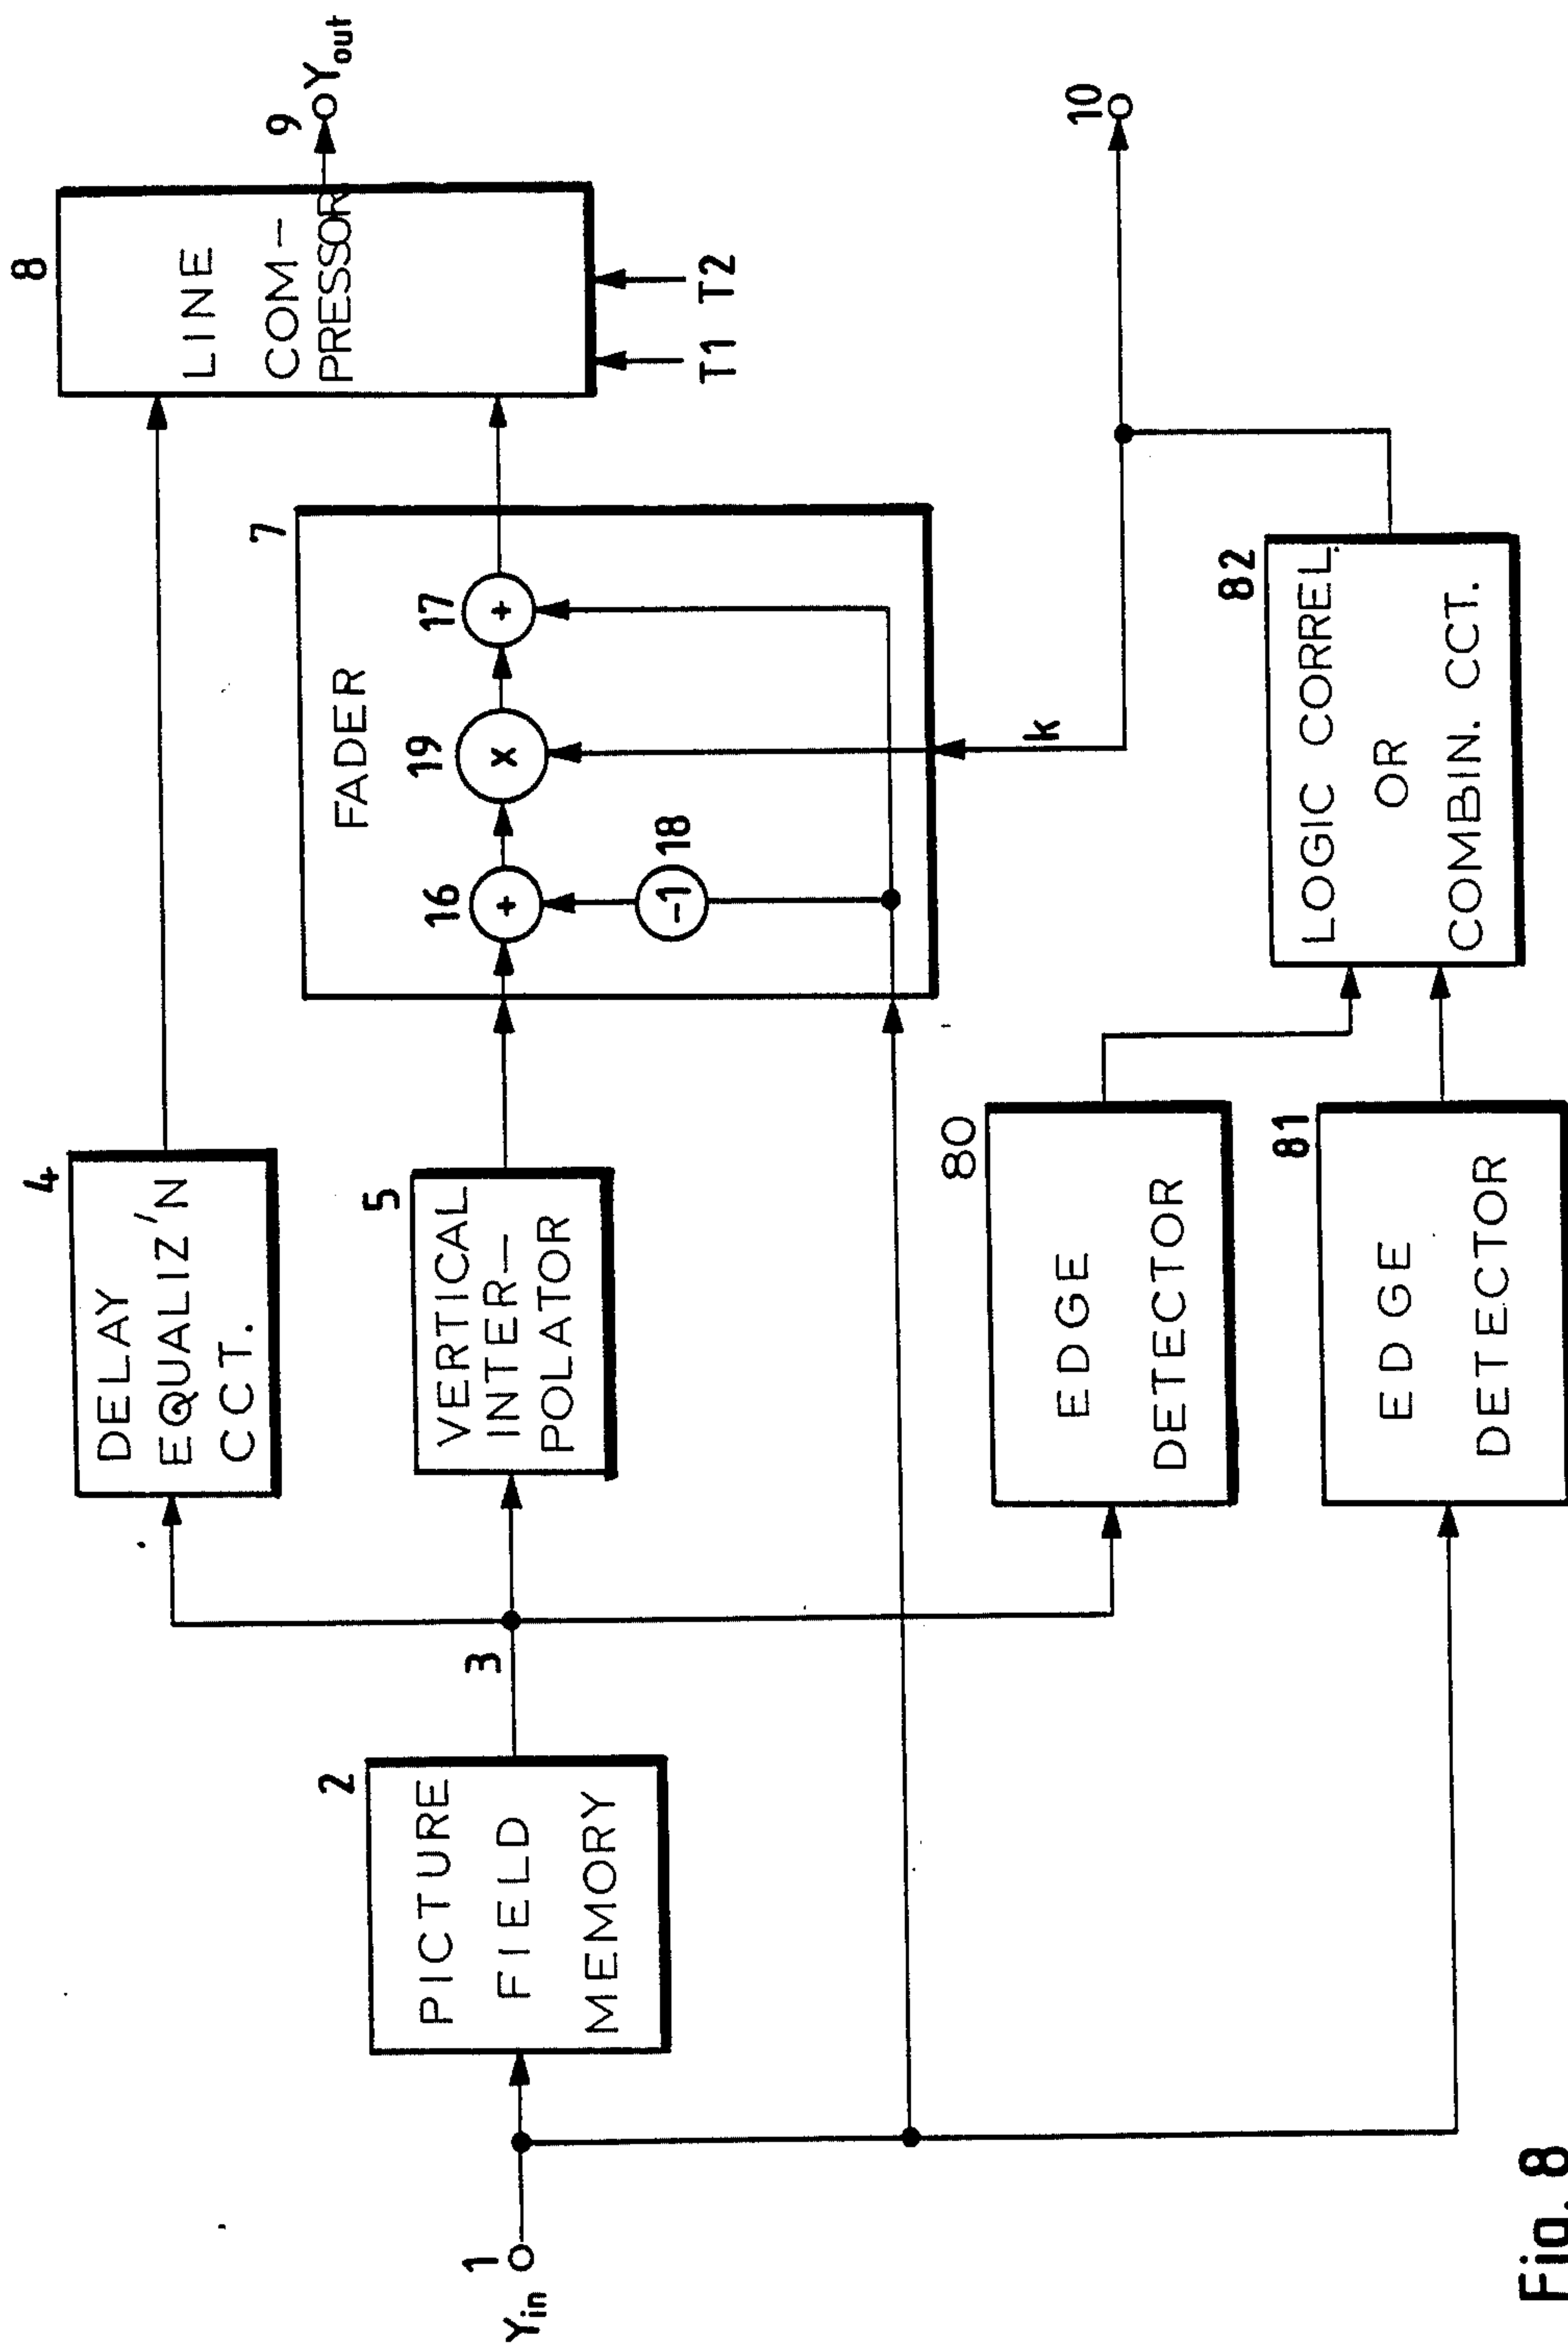 1
Y_in
2
PICTURE
FIELD
MEMORY
3
4
DELAY
EQUALIZ'N
CCT.
5
VERTICAL
INTER-
POLATOR
80
EDGE
DETECTOR
81
EDGE
DETECTOR
7
FADER
16
+
-1
18
19
x
17
+
k
82
LOGIC CORREL.
OR
COMBIN. CCT.
8
LINE
COM-
PRESSOR
T1
T2
9
Y_out
10
Fig. 8